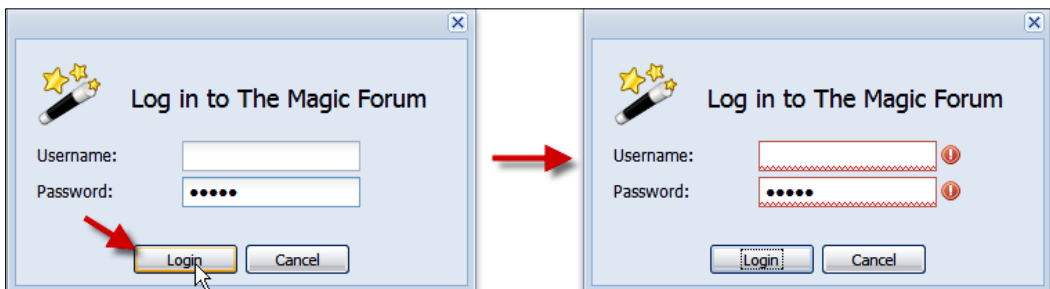 Log in to The Magic Forum
Username:
Password:
•••••
Login
Cancel
Log in to The Magic Forum
Username:
Password:
•••••
Login
Cancel